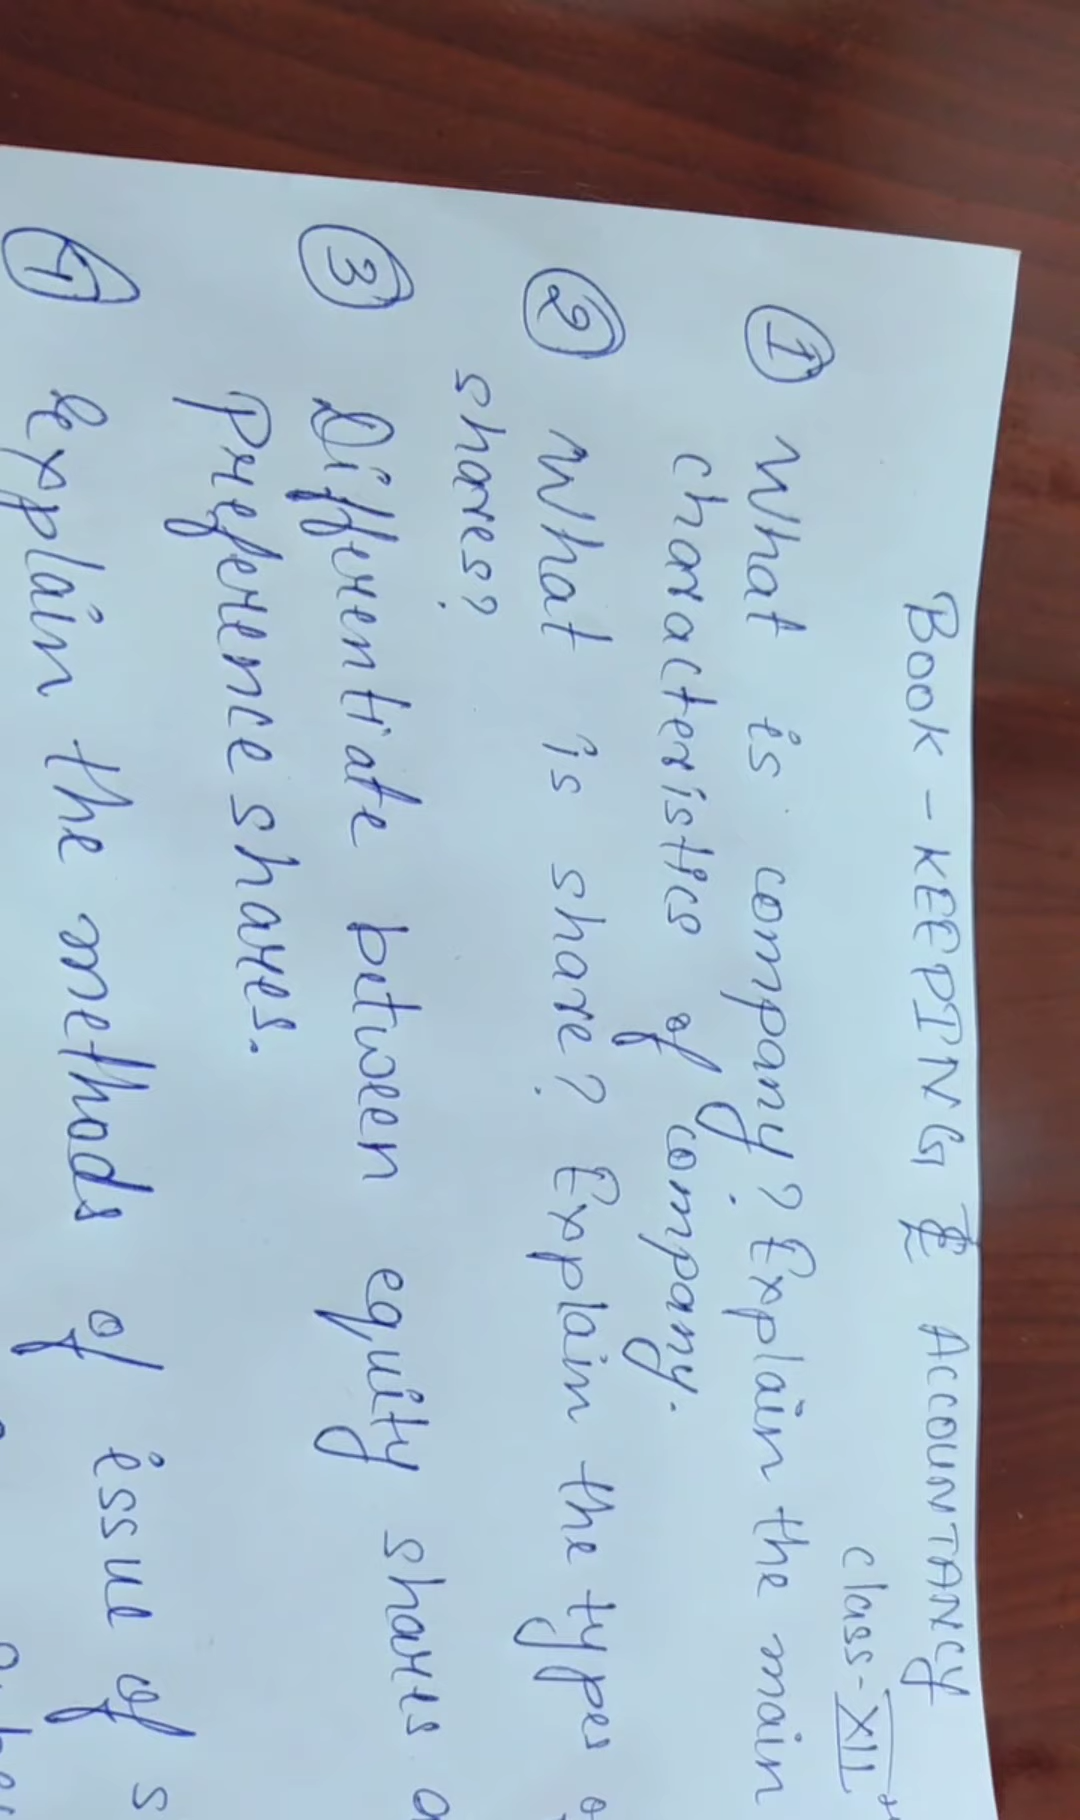 BOOK-KEEPING & ACCOUNTANCY
class-XII
① What is company? Explain the main
characteristics of company.
② What is share? Explain the types
shares?
③ Differentiate between equity shares
Preference shares.
④ Explain the methods of issue of